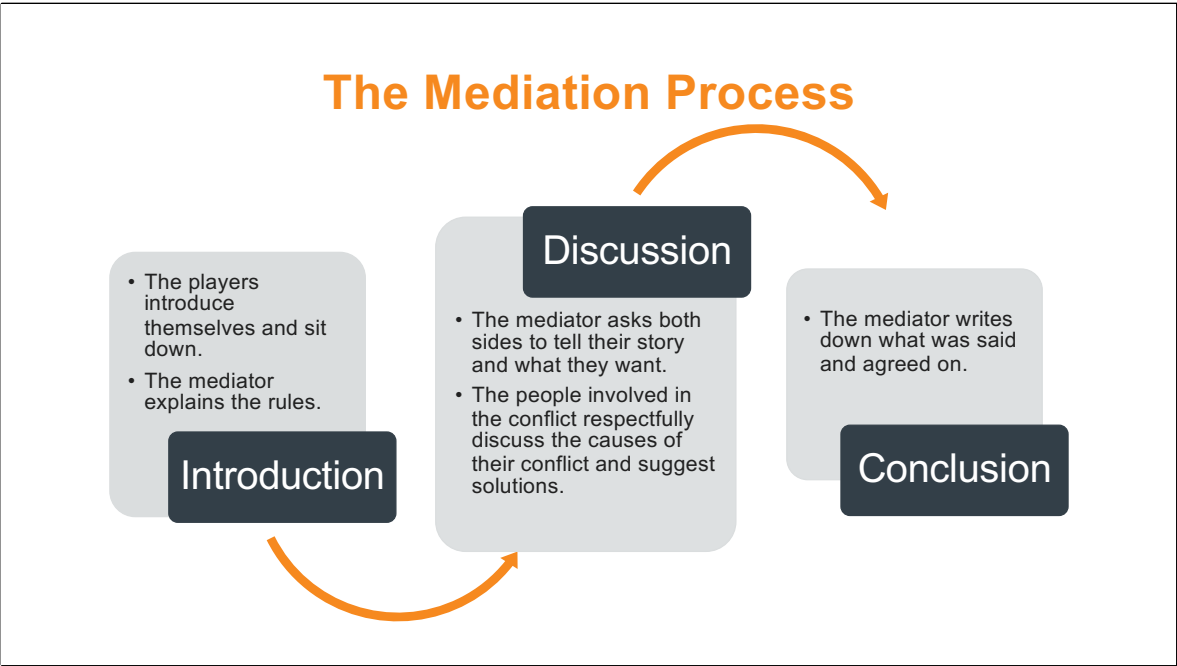 The Mediation Process
• The players
introduce
themselves and sit
down.
• The mediator
explains the rules.
Introduction
Discussion
• The mediator asks both
sides to tell their story
and what they want.
• The people involved in
the conflict respectfully
discuss the causes of
their conflict and suggest
solutions.
• The mediator writes
down what was said
and agreed on.
Conclusion